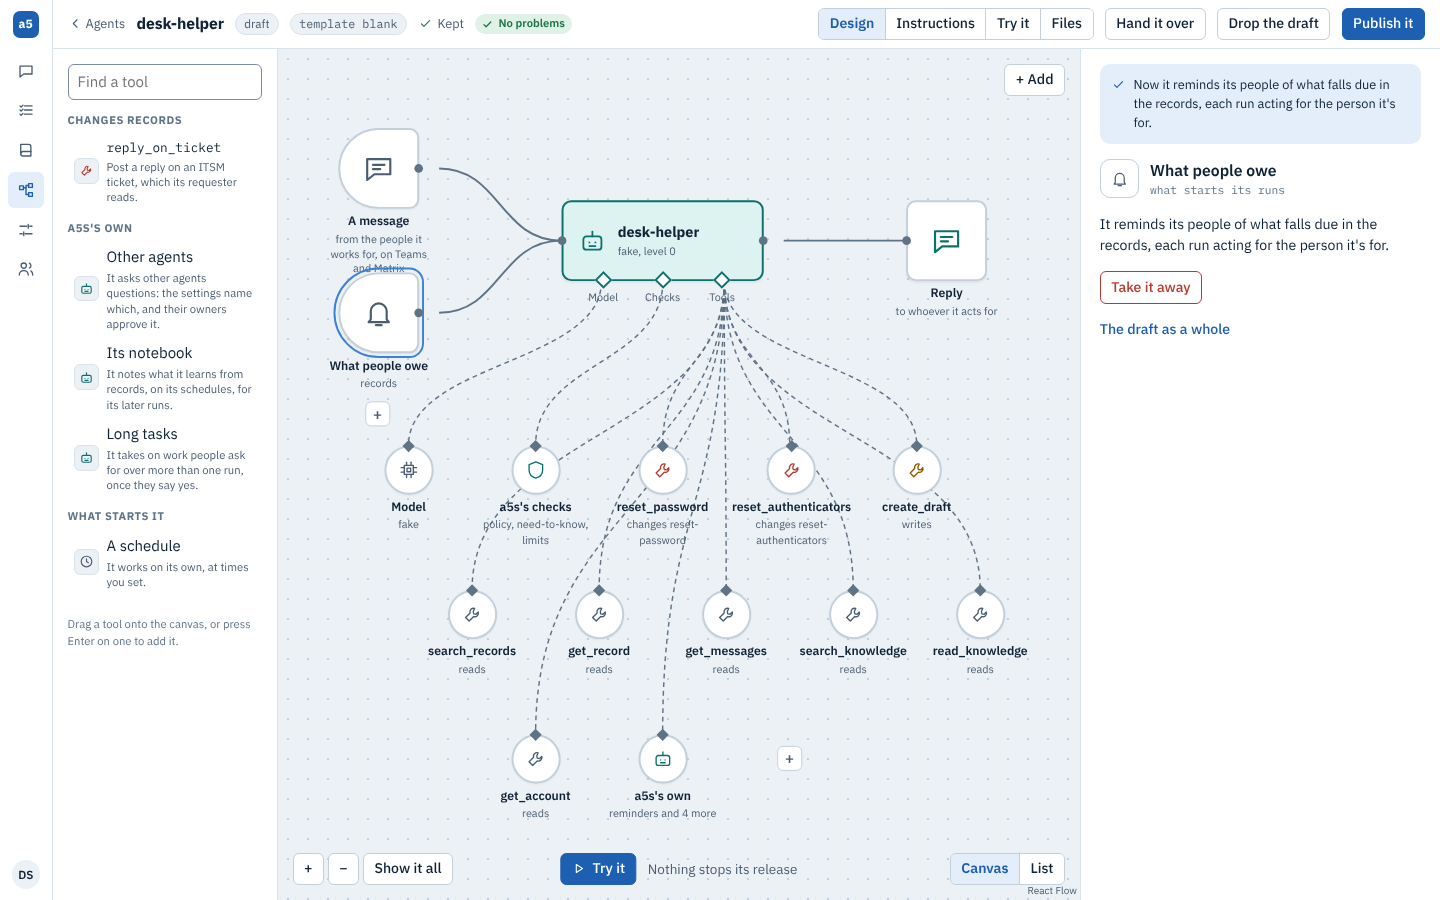 a5
Agents
desk-helper
draft
template blank
Kept
No problems
Design
Instructions
Try it
Files
Hand it over
Drop the draft
Publish it
Find a tool
CHANGES RECORDS
reply_on_ticket
Post a reply on an ITSM
ticket, which its requester
reads.
A5S'S OWN
Other agents
It asks other agents
questions: the settings name
which, and their owners
approve it.
Its notebook
It notes what it learns from
records, on its schedules, for
its later runs.
Long tasks
It takes on work people ask
for over more than one run,
once they say yes.
WHAT STARTS IT
A schedule
It works on its own, at times
you set.
Drag a tool onto the canvas, or press
Enter on one to add it.
DS
+ Add
A message
from the people it
works for, on Teams
and Matrix
What people owe
records
+
desk-helper
fake, level 0
Model
Checks
Tools
Reply
to whoever it acts for
Model
fake
a5s's checks
policy, need-to-know,
limits
reset_password
changes reset-
password
reset_authenticators
changes reset-
authenticators
create_draft
writes
search_records
reads
get_record
reads
get_messages
reads
search_knowledge
reads
read_knowledge
reads
get_account
reads
a5s's own
reminders and 4 more
+
+
−
Show it all
Try it
Nothing stops its release
Canvas
List
React Flow
Now it reminds its people of what falls due in
the records, each run acting for the person it's
for.
What people owe
what starts its runs
It reminds its people of what falls due in the
records, each run acting for the person it's for.
Take it away
The draft as a whole